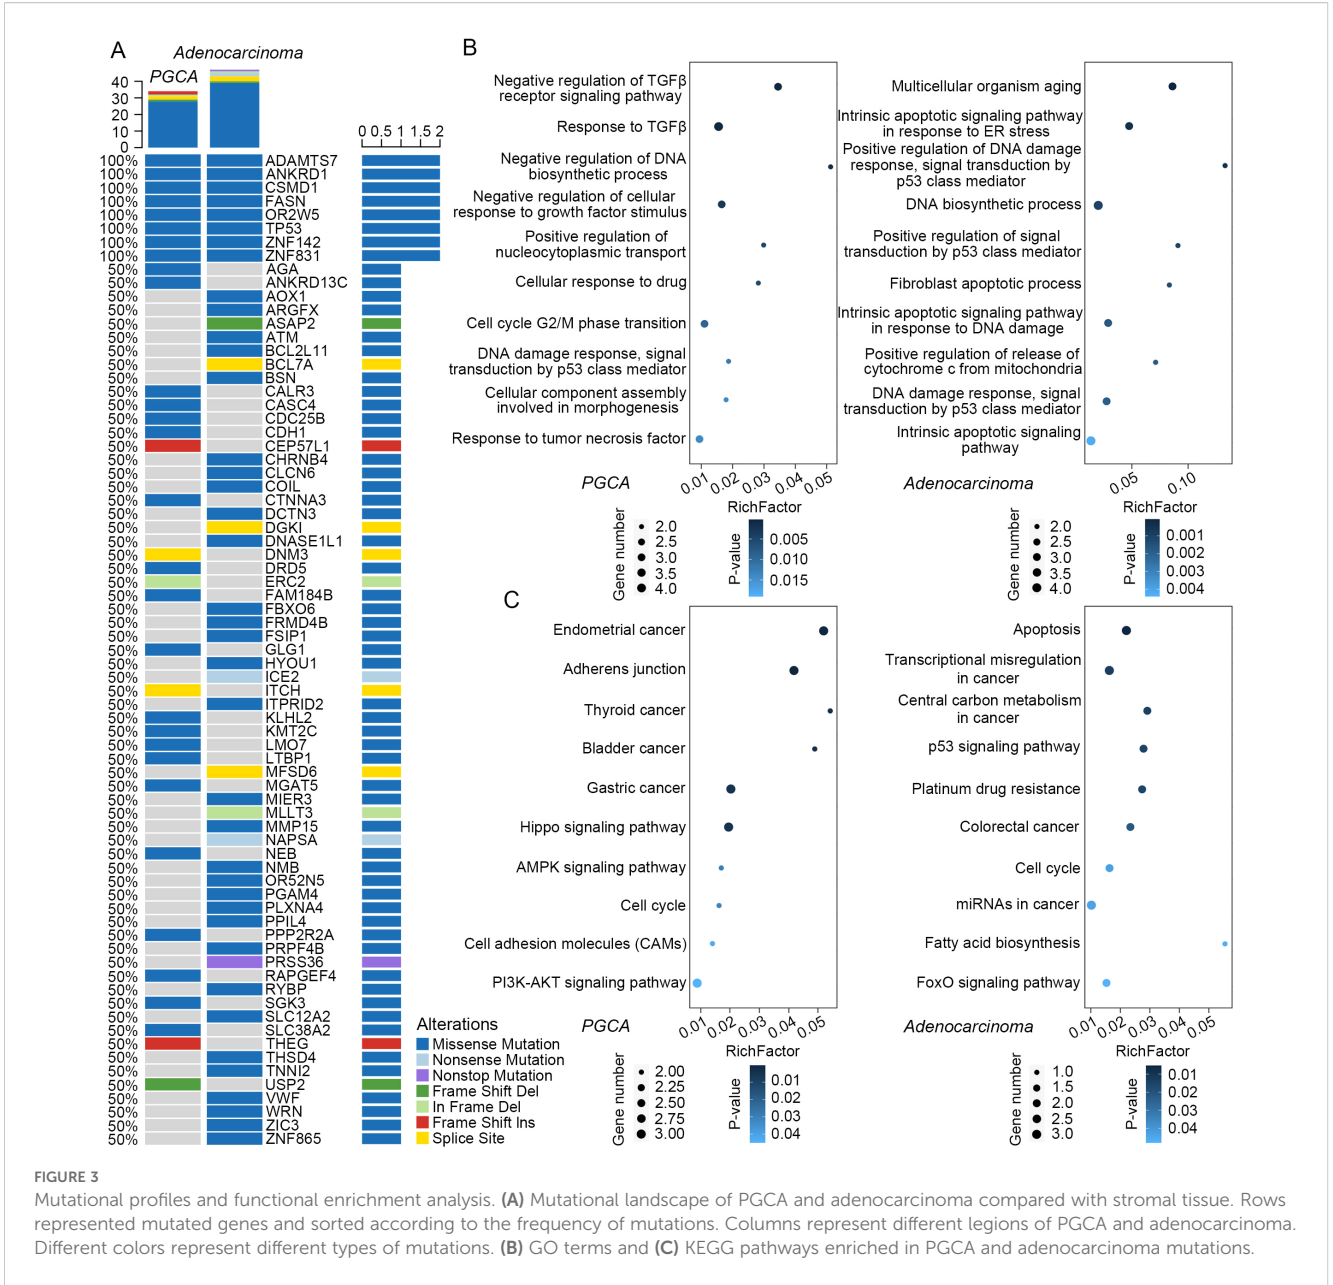 A
Adenocarcinoma
PGCA
40
30
20
10
0
0 0.5 1 1.5 2
100% ADAMTS7
100% ANKRD1
100% CSMD1
100% FASN
100% OR2W5
100% TP53
100% ZNF142
100% ZNF831
50% AGA
50% ANKRD13C
50% AOX1
50% ARGFX
50% ASAP2
50% ATM
50% BCL2L11
50% BCL7A
50% BSN
50% CALR3
50% CASC4
50% CDC25B
50% CDH1
50% CEP57L1
50% CHRNB4
50% CLCN6
50% COIL
50% CTNNA3
50% DCTN3
50% DGKI
50% DNASE1L1
50% DNM3
50% DRD5
50% ERC2
50% FAM184B
50% FBXO6
50% FRMD4B
50% FSIP1
50% GLG1
50% HYOU1
50% ICE2
50% ITCH
50% ITPRID2
50% KLHL2
50% KMT2C
50% LMO7
50% LTBP1
50% MFSD6
50% MGAT5
50% MIER3
50% MLLT3
50% MMP15
50% NAPSA
50% NEB
50% NMB
50% OR52N5
50% PGAM4
50% PLXNA4
50% PPIL4
50% PPP2R2A
50% PRPF4B
50% PRSS36
50% RAPGEF4
50% RYBP
50% SGK3
50% SLC12A2
50% SLC38A2
50% THEG
50% THSD4
50% TNNI2
50% USP2
50% VWF
50% WRN
50% ZIC3
50% ZNF865
Alterations
Missense Mutation
Nonsense Mutation
Nonstop Mutation
Frame Shift Del
In Frame Del
Frame Shift Ins
Splice Site
B
Negative regulation of TGFβ
receptor signaling pathway
Response to TGFβ
Negative regulation of DNA
biosynthetic process
Negative regulation of cellular
response to growth factor stimulus
Positive regulation of
nucleocytoplasmic transport
Cellular response to drug
Cell cycle G2/M phase transition
DNA damage response, signal
transduction by p53 class mediator
Cellular component assembly
involved in morphogenesis
Response to tumor necrosis factor
0.01 0.02 0.03 0.04 0.05
PGCA
RichFactor
Gene number
2.0
2.5
3.0
3.5
4.0
P-value
0.005
0.010
0.015
Multicellular organism aging
Intrinsic apoptotic signaling pathway
in response to ER stress
Positive regulation of DNA damage
response, signal transduction by
p53 class mediator
DNA biosynthetic process
Positive regulation of signal
transduction by p53 class mediator
Fibroblast apoptotic process
Intrinsic apoptotic signaling pathway
in response to DNA damage
Positive regulation of release of
cytochrome c from mitochondria
DNA damage response, signal
transduction by p53 class mediator
Intrinsic apoptotic signaling
pathway
0.05 0.10
Adenocarcinoma
RichFactor
Gene number
2.0
2.5
3.0
3.5
4.0
P-value
0.001
0.002
0.003
0.004
C
Endometrial cancer
Adherens junction
Thyroid cancer
Bladder cancer
Gastric cancer
Hippo signaling pathway
AMPK signaling pathway
Cell cycle
Cell adhesion molecules (CAMs)
PI3K-AKT signaling pathway
0.01 0.02 0.03 0.04 0.05
PGCA
RichFactor
Gene number
2.00
2.25
2.50
2.75
3.00
P-value
0.01
0.02
0.03
0.04
Apoptosis
Transcriptional misregulation
in cancer
Central carbon metabolism
in cancer
p53 signaling pathway
Platinum drug resistance
Colorectal cancer
Cell cycle
miRNAs in cancer
Fatty acid biosynthesis
FoxO signaling pathway
0.01 0.02 0.03 0.04 0.05
Adenocarcinoma
RichFactor
Gene number
1.0
1.5
2.0
2.5
3.0
P-value
0.01
0.02
0.03
0.04
FIGURE 3
Mutational profiles and functional enrichment analysis. (A) Mutational landscape of PGCA and adenocarcinoma compared with stromal tissue. Rows
represented mutated genes and sorted according to the frequency of mutations. Columns represent different legions of PGCA and adenocarcinoma.
Different colors represent different types of mutations. (B) GO terms and (C) KEGG pathways enriched in PGCA and adenocarcinoma mutations.